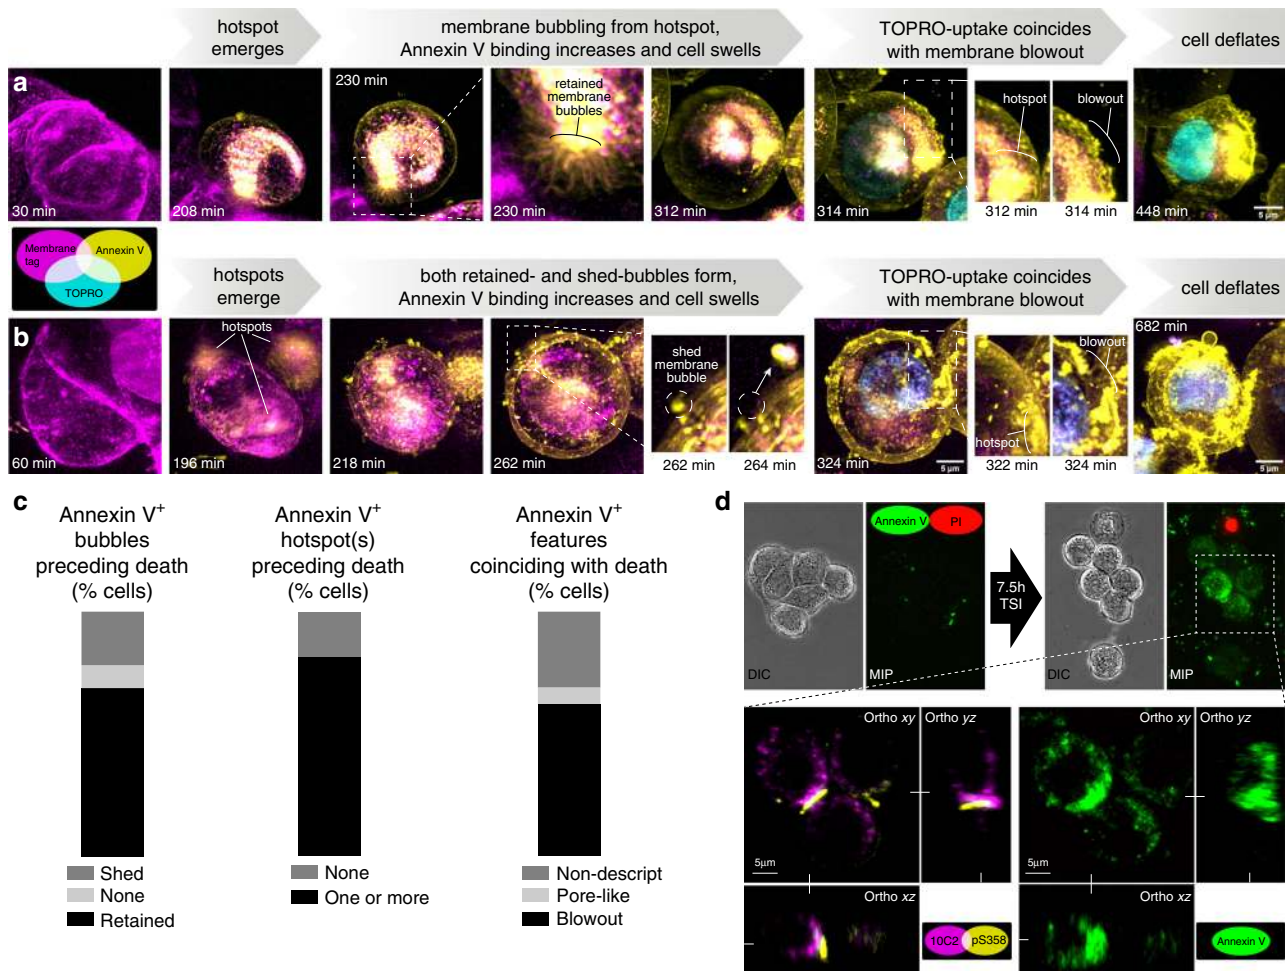 hotspot
emerges
membrane bubbling from hotspot,
Annexin V binding increases and cell swells
TOPRO-uptake coincides
with membrane blowout
cell deflates
a
30 min
208 min
230 min
retained
membrane
bubbles
230 min
312 min
314 min
hotspot
312 min
blowout
314 min
448 min
5 µm
Membrane
tag
Annexin V
TOPRO
hotspots
emerge
both retained- and shed-bubbles form,
Annexin V binding increases and cell swells
TOPRO-uptake coincides
with membrane blowout
cell deflates
b
60 min
hotspots
196 min
218 min
262 min
shed
membrane
bubble
262 min
264 min
324 min
5 µm
hotspot
322 min
blowout
324 min
682 min
5 µm
c
Annexin V+
bubbles
preceding death
(% cells)
Shed
None
Retained
Annexin V+
hotspot(s)
preceding death
(% cells)
None
One or more
Annexin V+
features
coinciding with death
(% cells)
Non-descript
Pore-like
Blowout
d
DIC
Annexin V
PI
MIP
7.5h
TSI
DIC
MIP
Ortho xy
5µm
Ortho yz
Ortho xz
10C2
pS358
Ortho xy
5µm
Ortho yz
Ortho xz
Annexin V